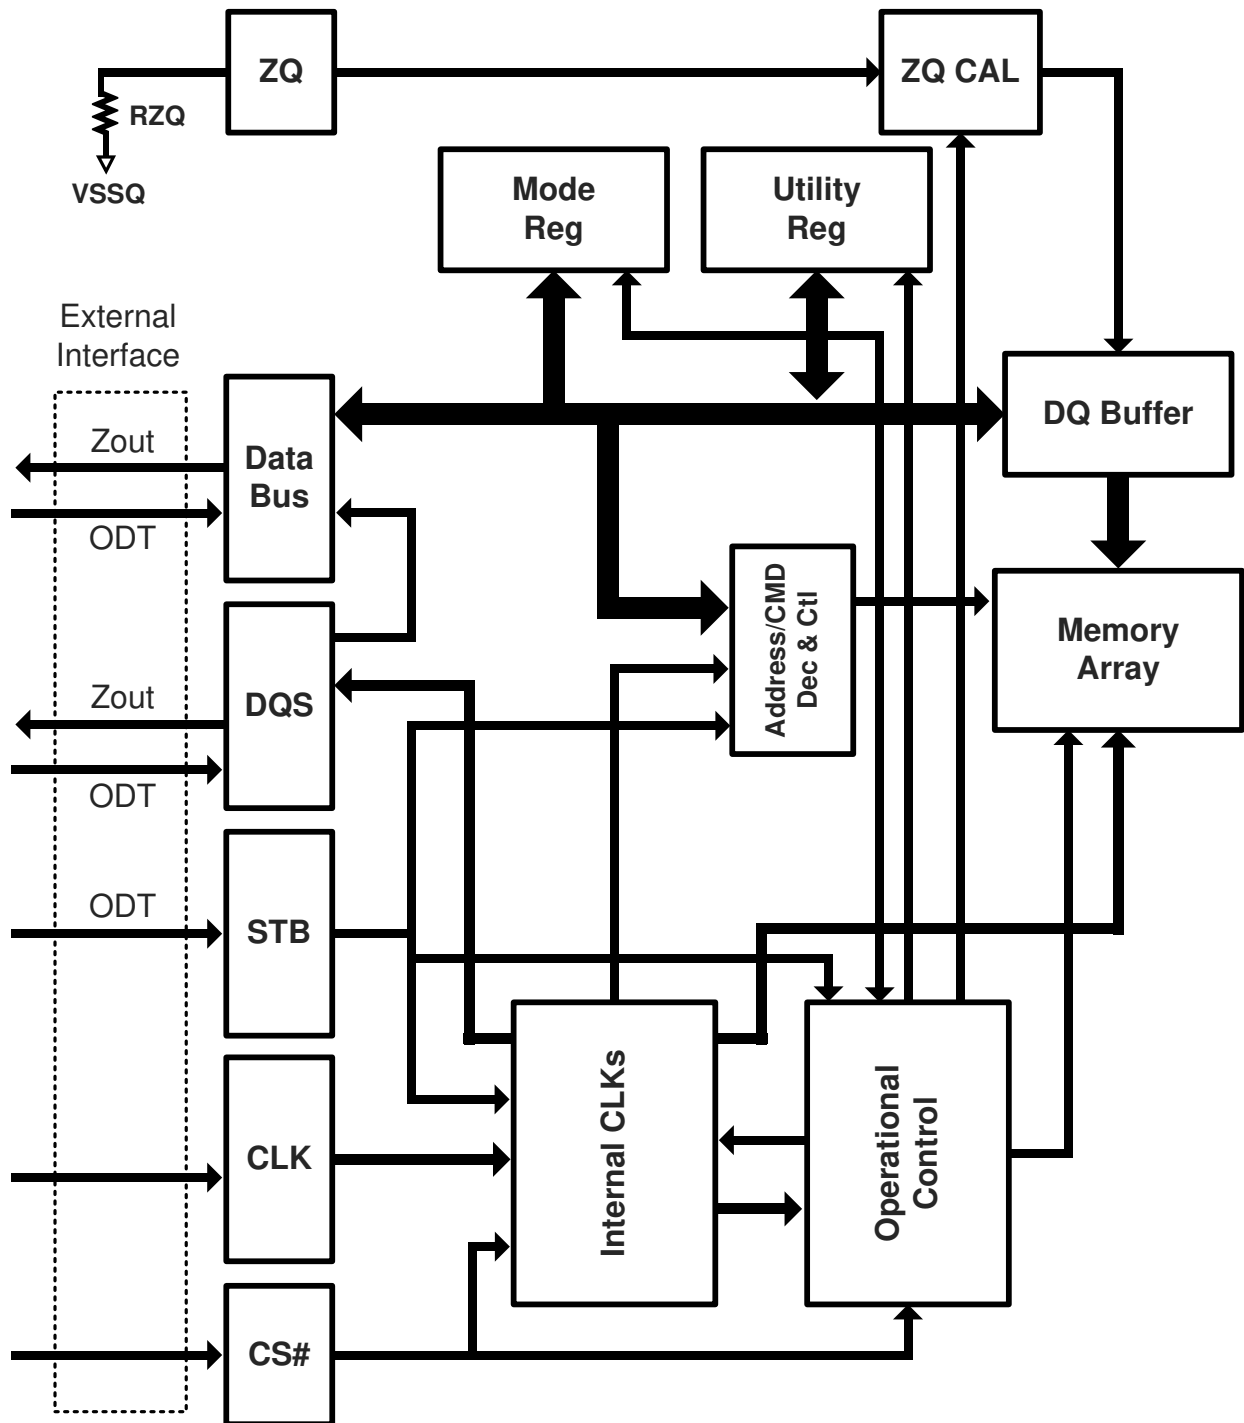 ZQ
ZQ CAL
RZQ
VSSQ
Mode
Reg
Utility
Reg
External
Interface
Zout
ODT
Data
Bus
DQ Buffer
Address/CMD
Dec & Ctl
Memory
Array
Zout
ODT
DQS
ODT
STB
Internal CLKs
Operational
Control
CLK
CS#